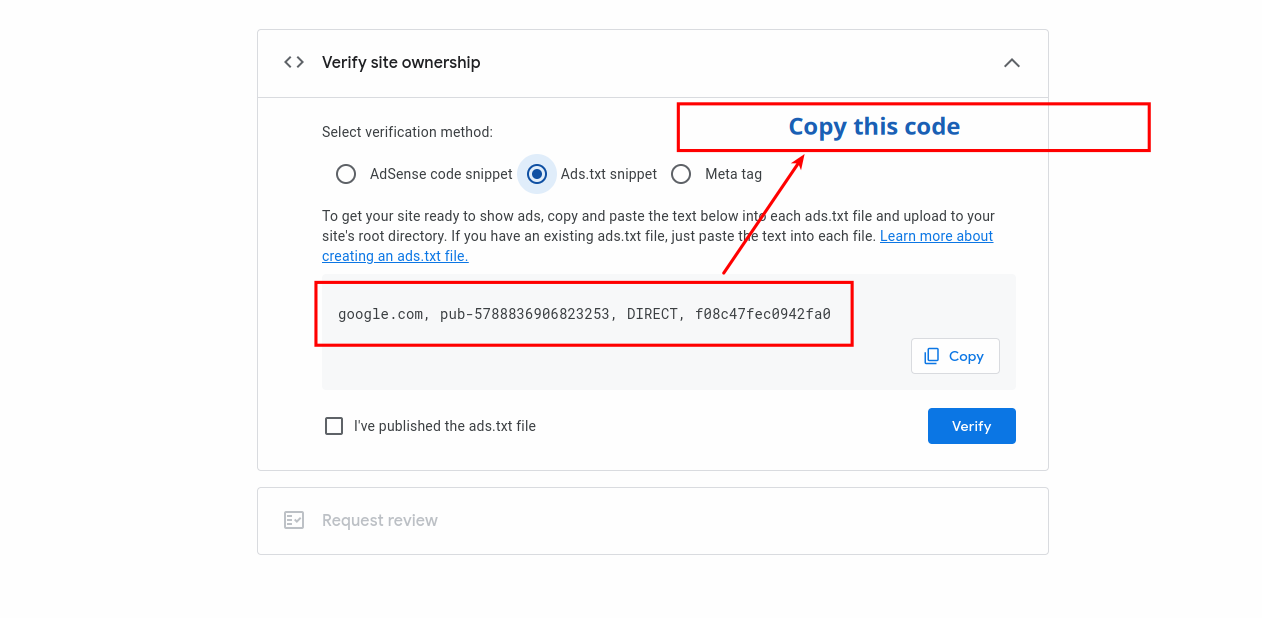 Verify site ownership
Copy this code
Select verification method:
AdSense code snippet Ads.txt snippet Meta tag
To get your site ready to show ads, copy and paste the text below into each ads.txt file and upload to your
site's root directory. If you have an existing ads.txt file, just paste the text into each file. Learn more about
creating an ads.txt file.
google.com, pub-5788836906823253, DIRECT, f08c47fec0942fa0
Copy
I've published the ads.txt file
Verify
Request review